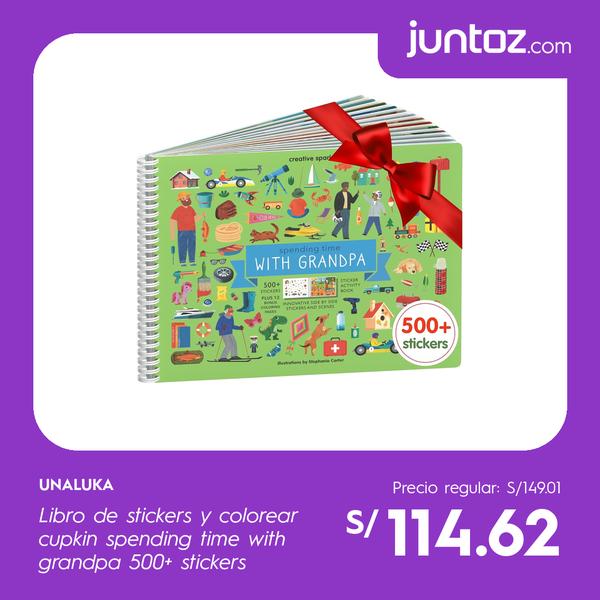 juntoz.com
creative
spending time
WITH GRANDPA
500+
STICKERS
PLUS 12
BONUS
COLORING
PAGES
STICKER
ACTIVITY
BOOK
INNOVATIVE SIDE BY SIDE
STICKERS AND SCENES
500+
stickers
illustrations by Stephanie Carter
UNALUKA
Libro de stickers y colorear
cupkin spending time with
grandpa 500+ stickers
Precio regular: S/149.01
S/114.62